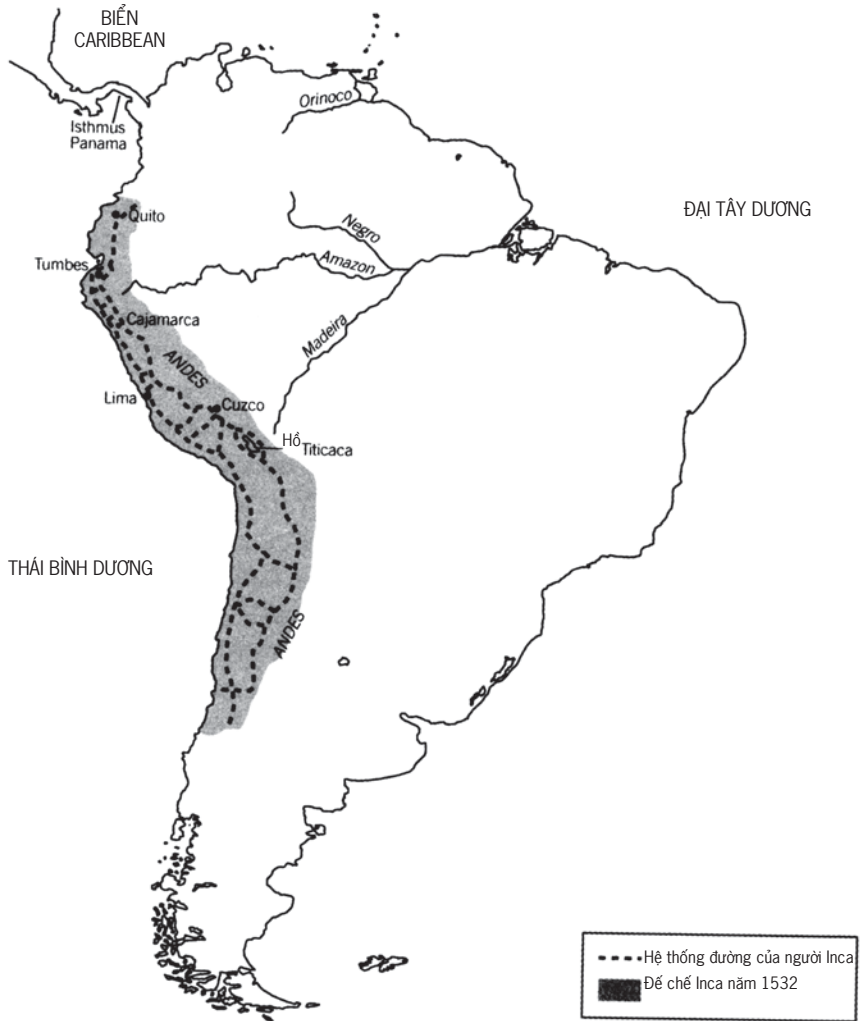 BIỂN
CARIBBEAN
Orinoco
Isthmus
Panama
ĐẠI TÂY DƯƠNG
Quito
Negro
Tumbes
Amazon
Cajamarca
Madeira
ANDES
Lima
Cuzco
Hồ Titicaca
THÁI BÌNH DƯƠNG
ANDES
Hệ thống đường của người Inca
Đế chế Inca năm 1532